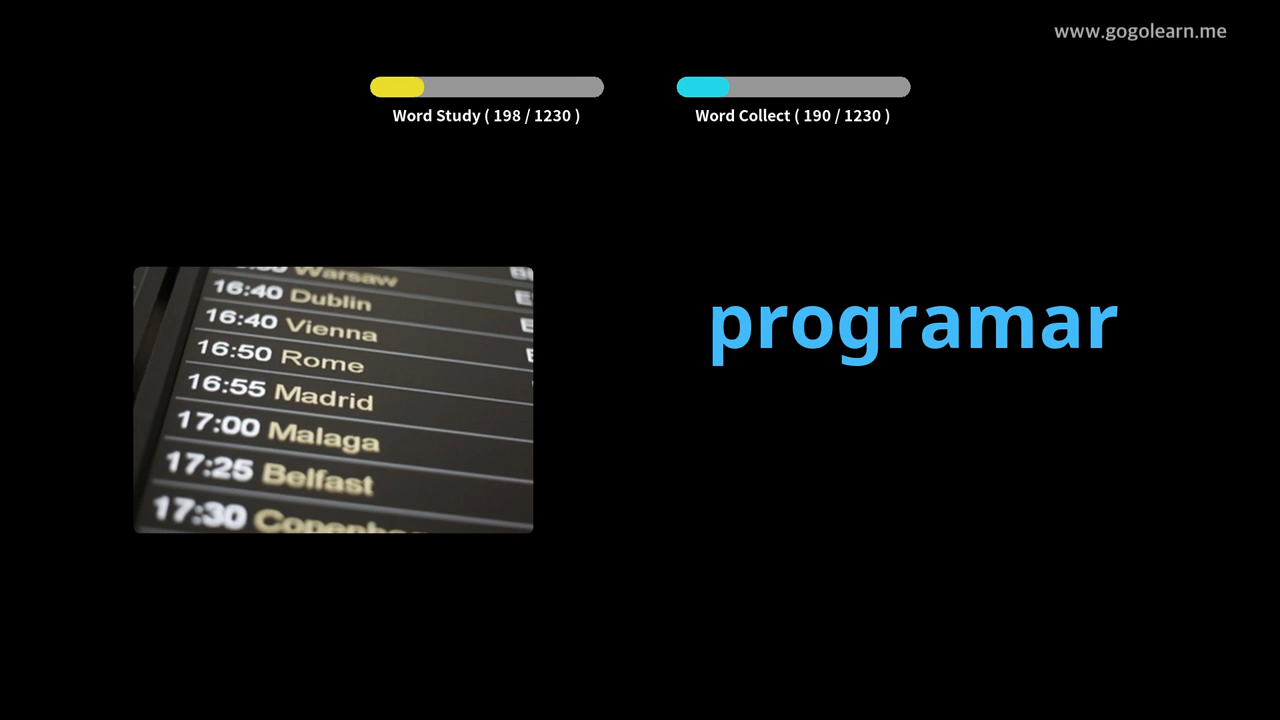 www.gogolearn.me
Word Study ( 198 / 1230 )
Word Collect ( 190 / 1230 )
Warsaw
16:40 Dublin
16:40 Vienna
16:50 Rome
16:55 Madrid
17:00 Malaga
17:25 Belfast
17:30
programar